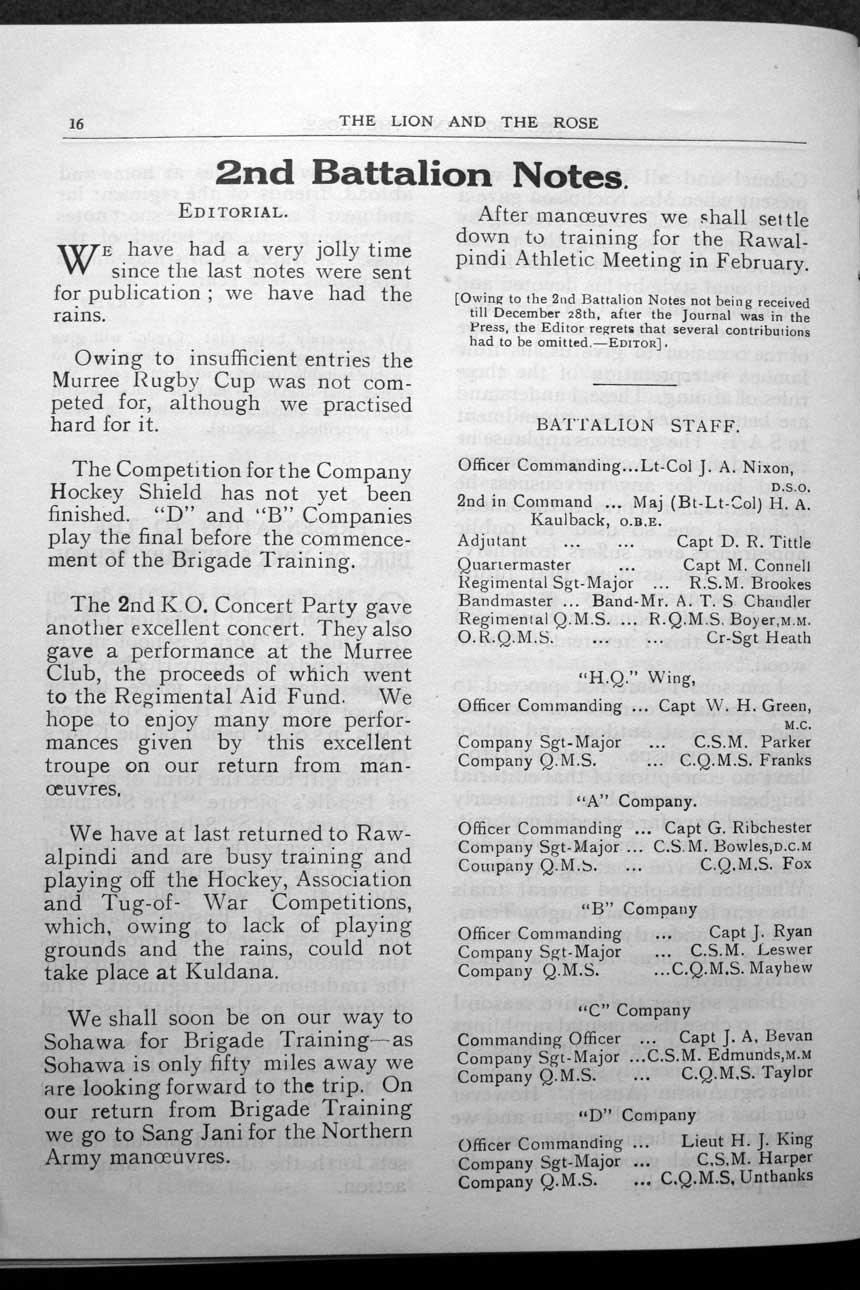 16
THE LION AND THE ROSE
2nd Battalion Notes.
EDITORIAL.
WE have had a very jolly time
since the last notes were sent
for publication ; we have had the
rains.
Owing to insufficient entries the
Murree Rugby Cup was not com-
peted for, although we practised
hard for it.
The Competition for the Company
Hockey Shield has not yet been
finished. "D" and "B" Companies
play the final before the commence-
ment of the Brigade Training.
The 2nd K.O. Concert Party gave
another excellent concert. They also
gave a performance at the Murree
Club, the proceeds of which went
to the Regimental Aid Fund. We
hope to enjoy many more perfor-
mances given by this excellent
troupe on our return from man-
œuvres.
We have at last returned to Raw-
alpindi and are busy training and
playing off the Hockey, Association
and Tug-of- War Competitions,
which, owing to lack of playing
grounds and the rains, could not
take place at Kuldana.
We shall soon be on our way to
Sohawa for Brigade Training—as
Sohawa is only fifty miles away we
are looking forward to the trip. On
our return from Brigade Training
we go to Sang Jani for the Northern
Army manœuvres.
After manœuvres we shall settle
down to training for the Rawal-
pindi Athletic Meeting in February.
[Owing to the 2nd Battalion Notes not being received
till December 28th, after the Journal was in the
Press, the Editor regrets that several contributions
had to be omitted.—EDITOR].
BATTALION STAFF.
Officer Commanding...Lt-Col J. A. Nixon,
D.S.O.
2nd in Command ... Maj (Bt-Lt-Col) H. A.
Kaulback, O.B.E.
Adjutant ... ... Capt D. R. Tittle
Quartermaster ... Capt M. Connell
Regimental Sgt-Major ... R.S.M. Brookes
Bandmaster ... Band-Mr. A. T. S Chandler
Regimental Q.M.S. ... R.Q.M.S. Boyer,M.M.
O.R.Q.M.S. ... ... Cr-Sgt Heath
"H.Q." Wing,
Officer Commanding ... Capt W. H. Green,
M.C.
Company Sgt-Major ... C.S.M. Parker
Company Q.M.S. ... C.Q.M.S. Franks
"A" Company.
Officer Commanding ... Capt G. Ribchester
Company Sgt-Major ... C.S.M. Bowles,D.C.M
Company Q.M.S. ... C.Q.M.S. Fox
"B" Company
Officer Commanding ... Capt J. Ryan
Company Sgt-Major ... C.S.M. Leswer
Company Q.M.S. ...C.Q.M.S. Mayhew
"C" Company
Commanding Officer ... Capt J. A. Bevan
Company Sgt-Major ...C.S.M. Edmunds,M.M
Company Q.M.S. ... C.Q.M.S. Taylor
"D" Company
Officer Commanding ... Lieut H. J. King
Company Sgt-Major ... C.S.M. Harper
Company Q.M.S. ... C.Q.M.S. Unthanks